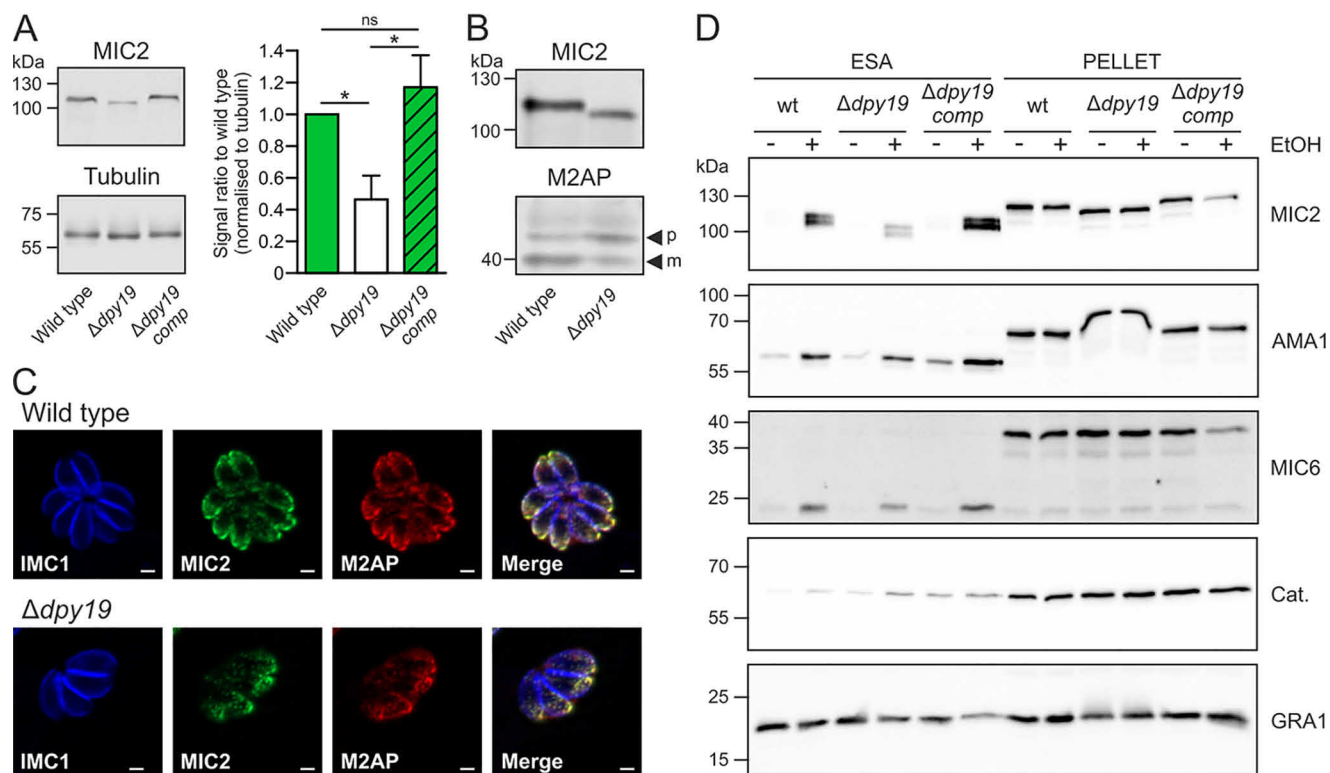 A
MIC2
kDa
130
100
Tubulin
75
55
Wild type
Δdpy19
Δdpy19 comp
Signal ratio to wild type
(normalised to tubulin)
ns
*
*
1.4
1.2
1.0
0.8
0.6
0.4
0.2
0
Wild type
Δdpy19
Δdpy19 comp
B
MIC2
kDa
130
100
M2AP
40
p
m
Wild type
Δdpy19
C
Wild type
IMC1 MIC2 M2AP Merge
Δdpy19
IMC1 MIC2 M2AP Merge
D
ESA PELLET
wt Δdpy19 Δdpy19 comp wt Δdpy19 Δdpy19 comp
- + - + - + - + - + - + EtOH
kDa
130
100
MIC2
100
70
55
AMA1
40
35
25
MIC6
70
55
Cat.
25
15
GRA1